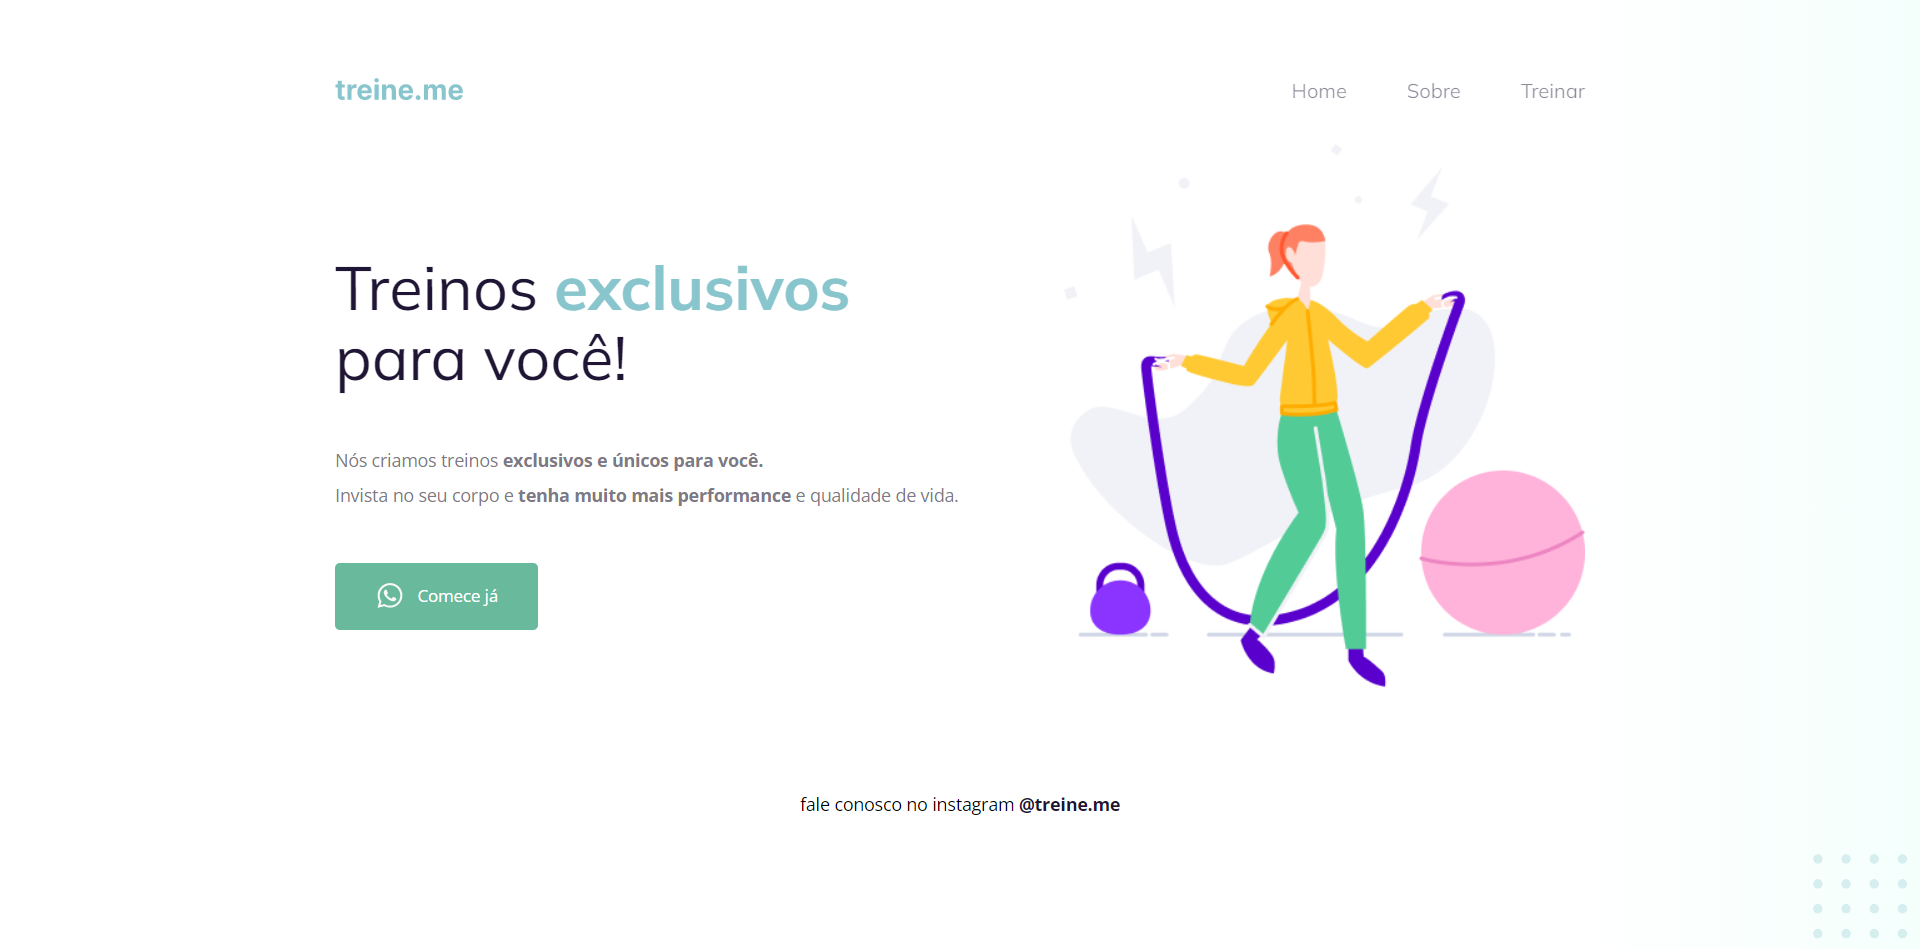 treine.me
Home
Sobre
Treinar
Treinos exclusivos
para você!
Nós criamos treinos exclusivos e únicos para você.
Invista no seu corpo e tenha muito mais performance e qualidade de vida.
Comece já
fale conosco no instagram @treine.me